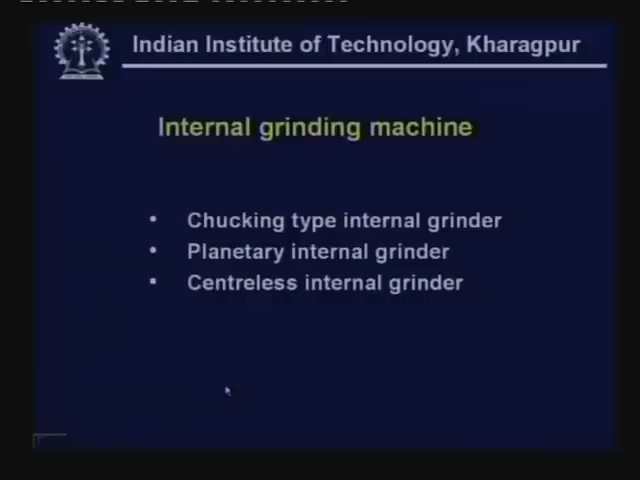 Indian Institute of Technology, Kharagpur
Internal grinding machine
• Chucking type internal grinder
• Planetary internal grinder
• Centreless internal grinder